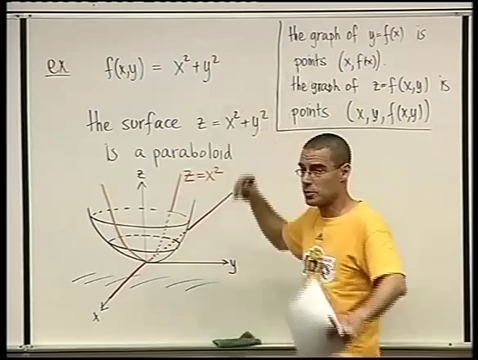 ex f(x,y) = x² + y²
the surface z = x² + y²
is a paraboloid
z
z = x²
y
x
the graph of y=f(x) is
points (x, f(x)).
the graph of z=f(x,y) is
points (x, y, f(x,y))